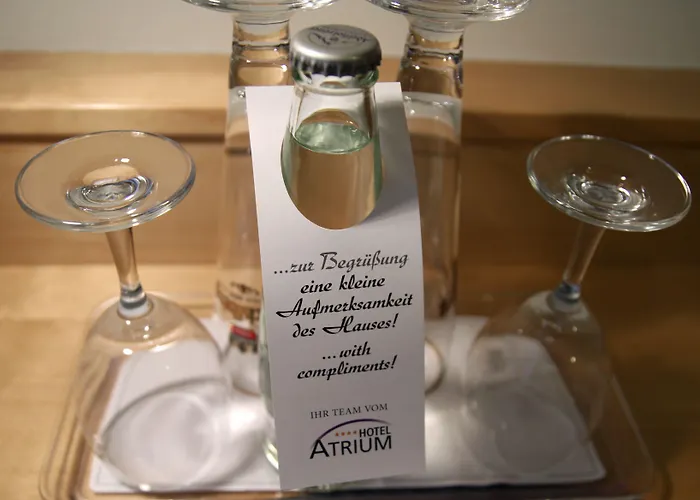 ...zur Begrüßung
eine kleine
Aufmerksamkeit
des Hauses!
...with
compliments!
IHR TEAM VOM
HOTEL
ATRIUM